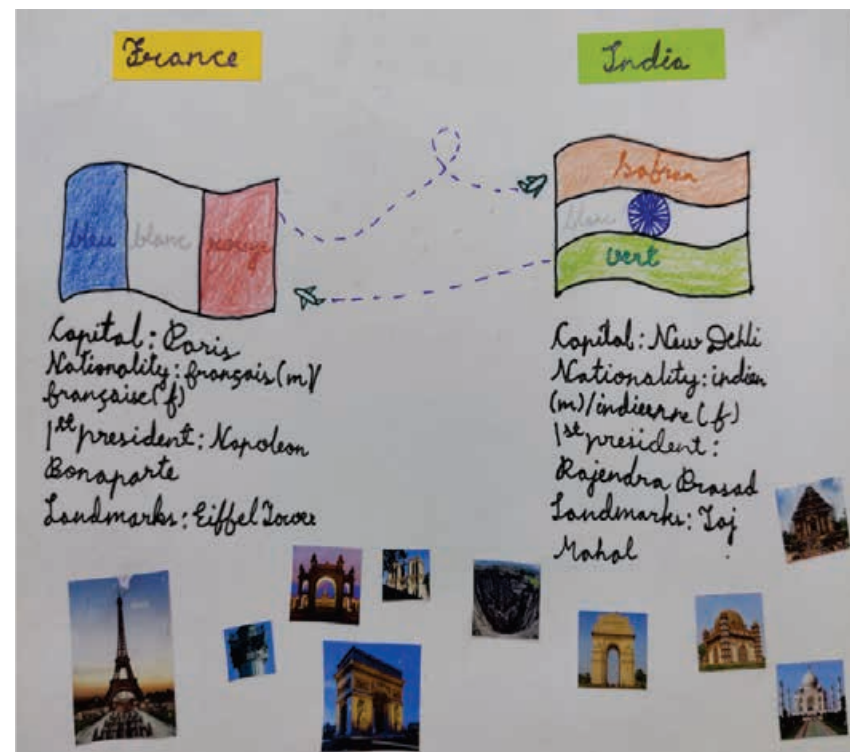 France
India
bleu blanc rouge
Safran
blanc
vert
Capital: Paris
Nationality: français(m)/
française(f)
1st president: Napoleon
Bonaparte
Landmarks: Eiffel Tower
Capital: New Dehli
Nationality: indien
(m)/indienne(f)
1st president:
Rajendra Prasad
Landmarks: Taj
Mahal